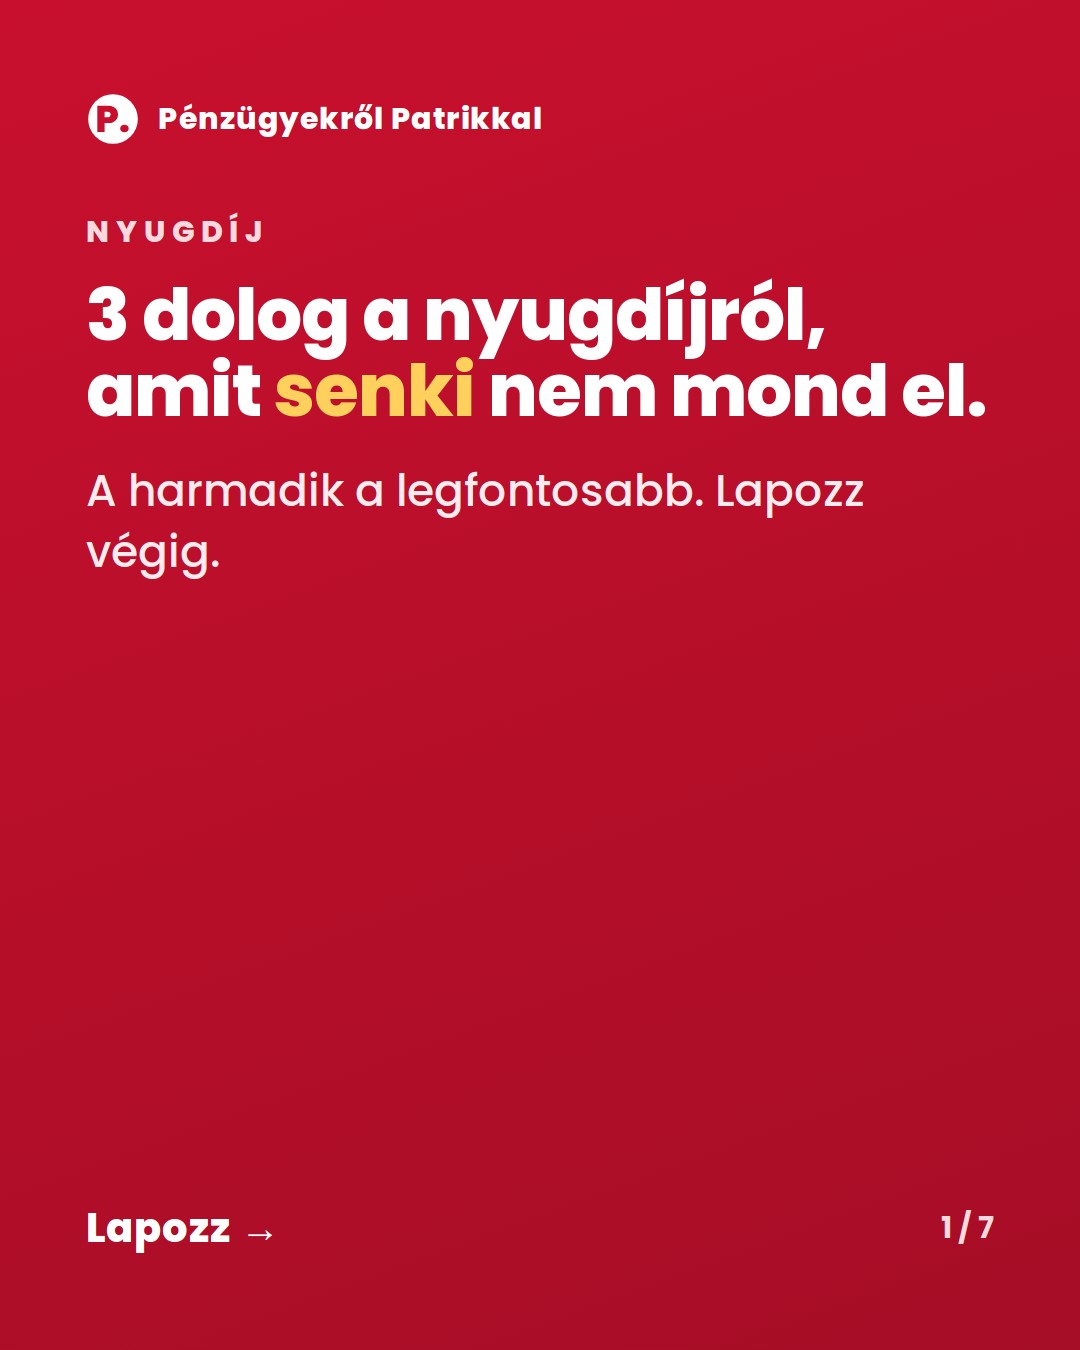 P.
Pénzügyekről Patrikkal
NYUGDÍJ
3 dolog a nyugdíjról,
amit senki nem mond el.
A harmadik a legfontosabb. Lapozz
végig.
Lapozz →
1/7